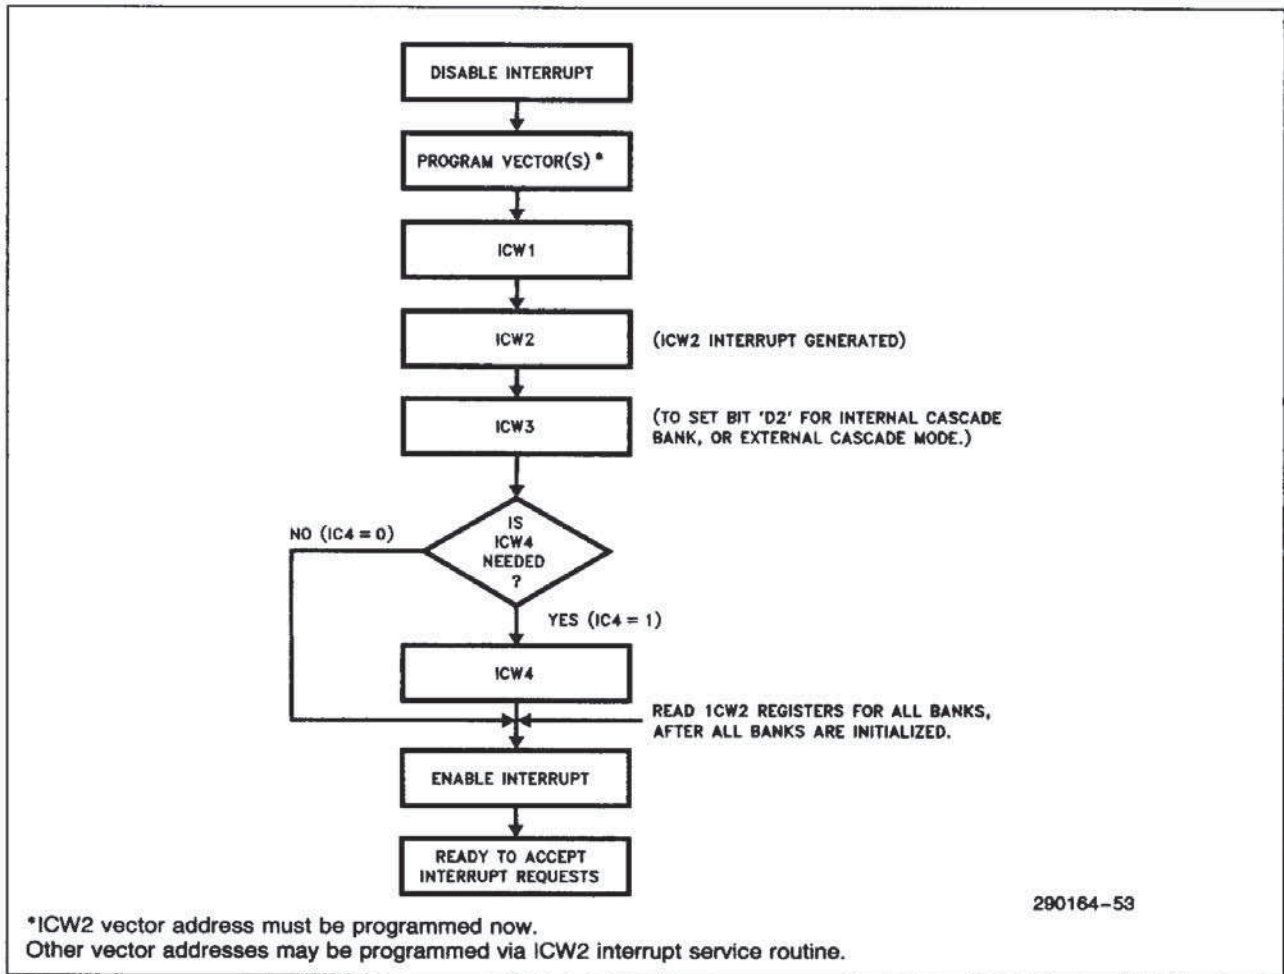 DISABLE INTERRUPT
PROGRAM VECTOR(S)*
ICW1
ICW2
(ICW2 INTERRUPT GENERATED)
ICW3
(TO SET BIT 'D2' FOR INTERNAL CASCADE
BANK, OR EXTERNAL CASCADE MODE.)
NO (IC4 = 0)
IS
ICW4
NEEDED
?
YES (IC4 = 1)
ICW4
READ 1CW2 REGISTERS FOR ALL BANKS,
AFTER ALL BANKS ARE INITIALIZED.
ENABLE INTERRUPT
READY TO ACCEPT
INTERRUPT REQUESTS
290164-53
*ICW2 vector address must be programmed now.
Other vector addresses may be programmed via ICW2 interrupt service routine.